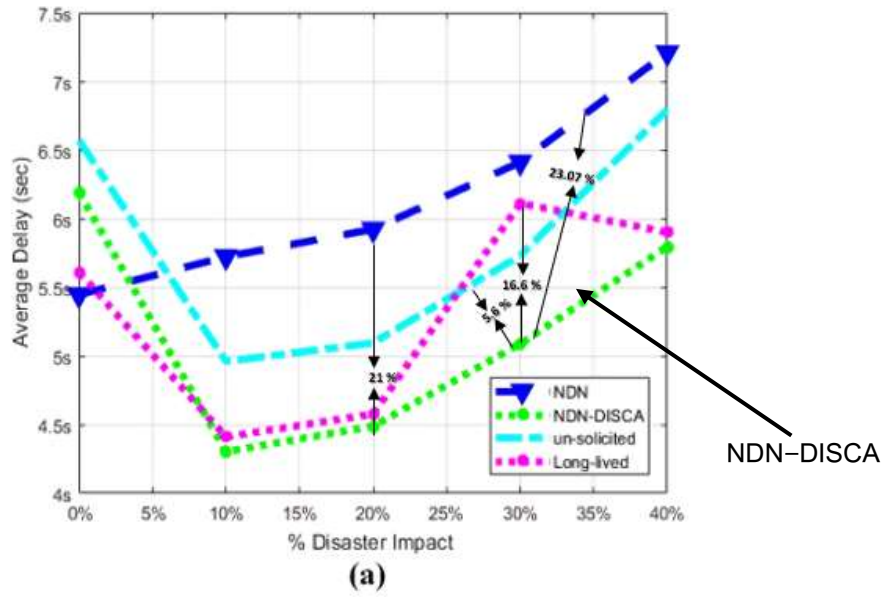 7.5s
7s
6.5s
6s
5.5s
5s
4.5s
4s
Average Delay (sec)
23.07 %
16.6 %
5.6 %
21 %
NDN
NDN-DISCA
un-solicited
Long-lived
NDN–DISCA
0% 5% 10% 15% 20% 25% 30% 35% 40%
% Disaster Impact
(a)